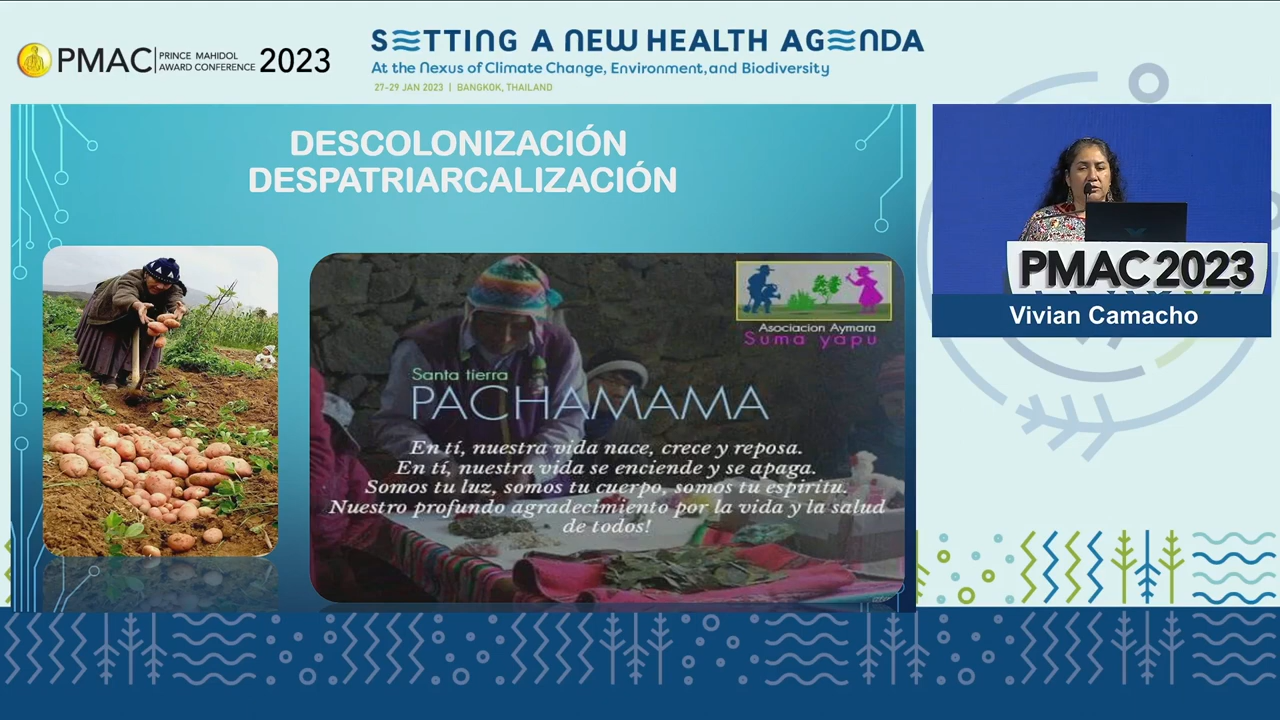 PMAC
PRINCE MAHIDOL
AWARD CONFERENCE
2023
SETTING A NEW HEALTH AGENDA
At the Nexus of Climate Change, Environment, and Biodiversity
27-29 JAN 2023 | BANGKOK, THAILAND
DESCOLONIZACIÓN
DESPATRIARCALIZACIÓN
Asociacion Aymara
Suma yapu
Santa tierra
PACHAMAMA
En tí, nuestra vida nace, crece y reposa.
En tí, nuestra vida se enciende y se apaga.
Somos tu luz, somos tu cuerpo, somos tu espiritu.
Nuestro profundo agradecimiento por la vida y la salud
de todos!
PMAC 2023
Vivian Camacho